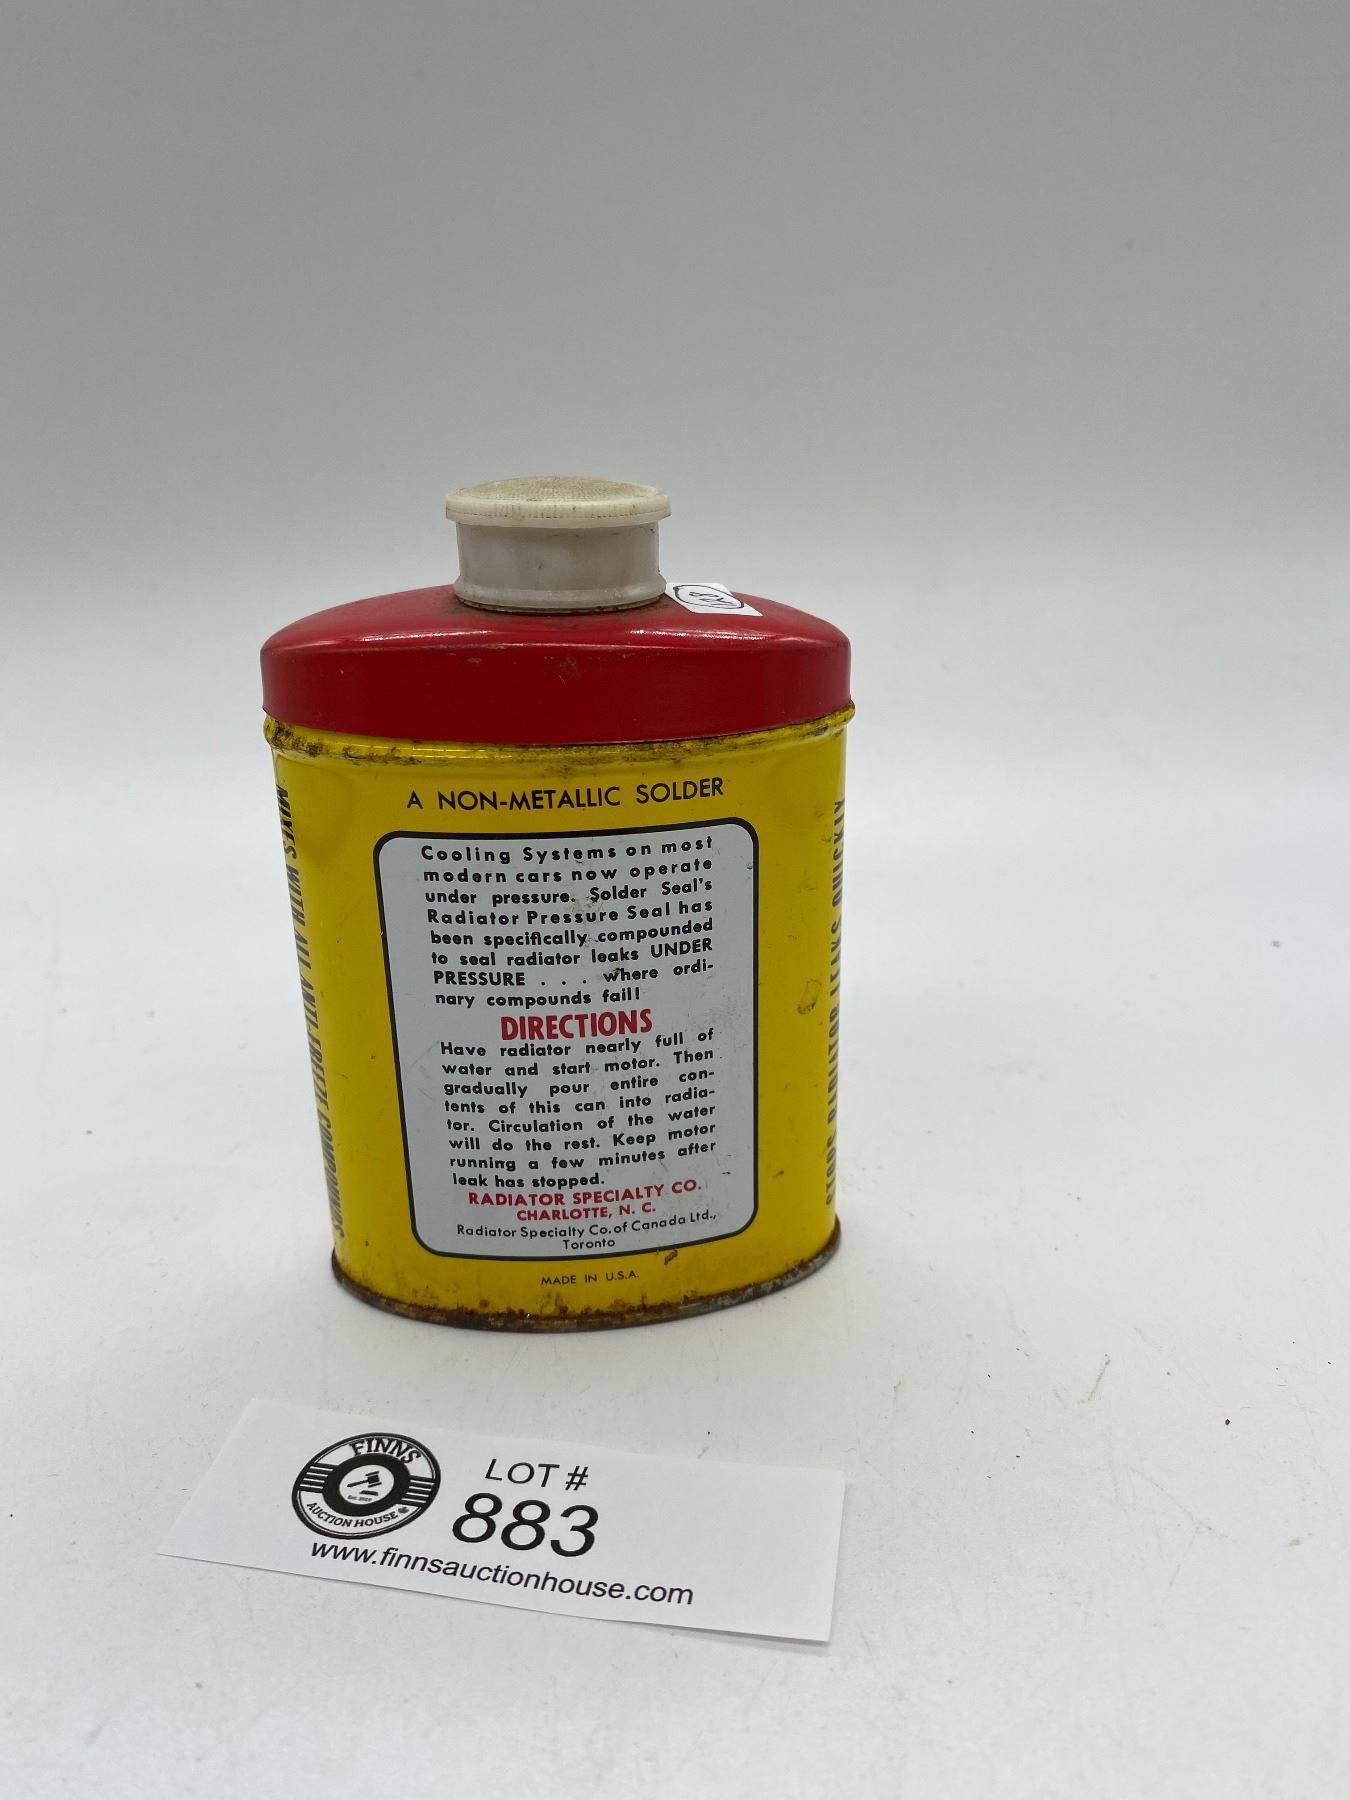 A NON-METALLIC SOLDER
Cooling Systems on most
modern cars now operate
under pressure. Solder Seal's
Radiator Pressure Seal has
been specifically compounded
to seal radiator leaks UNDER
PRESSURE . . . where ordi-
nary compounds fail!
DIRECTIONS
Have radiator nearly full of
water and start motor. Then
gradually pour entire con-
tents of this can into radia-
tor. Circulation of the water
will do the rest. Keep motor
running a few minutes after
leak has stopped.
RADIATOR SPECIALTY CO.
CHARLOTTE, N. C.
Radiator Specialty Co. of Canada Ltd.,
Toronto
MADE IN U.S.A.
MIXES WITH ALL ANTI-FREEZE COMPOUNDS
STOPS RADIATOR LEAKS QUICKLY
FINNS
AUCTION HOUSE
LOT #
883
www.finnsauctionhouse.com